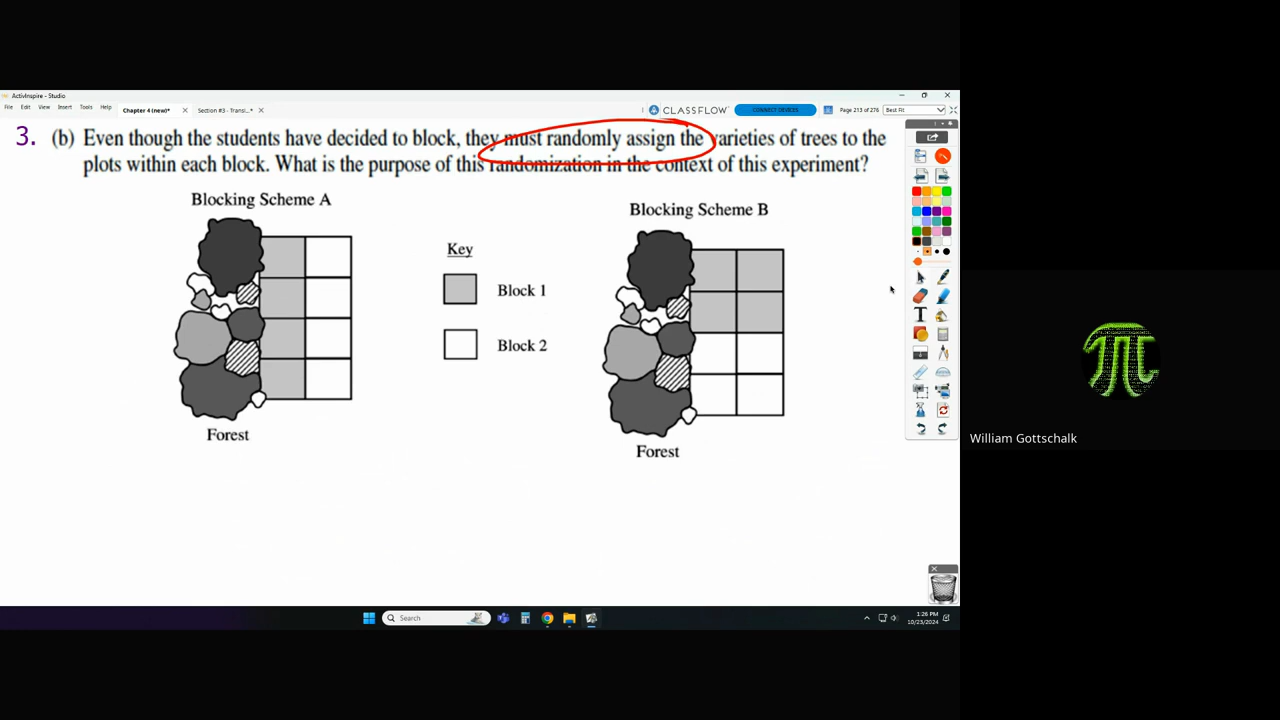 ActivInspire - Studio
File Edit View Insert Tools Help
Chapter 4 (new)* Section #3 - Transi...*
CLASSFLOW
CONNECT DEVICES
Page 213 of 276
Best Fit
3. (b) Even though the students have decided to block, they must randomly assign the varieties of trees to the
plots within each block. What is the purpose of this randomization in the context of this experiment?
Blocking Scheme A
Blocking Scheme B
Key
Block 1
Block 2
Forest
Forest
William Gottschalk
Search
1:26 PM
10/23/2024